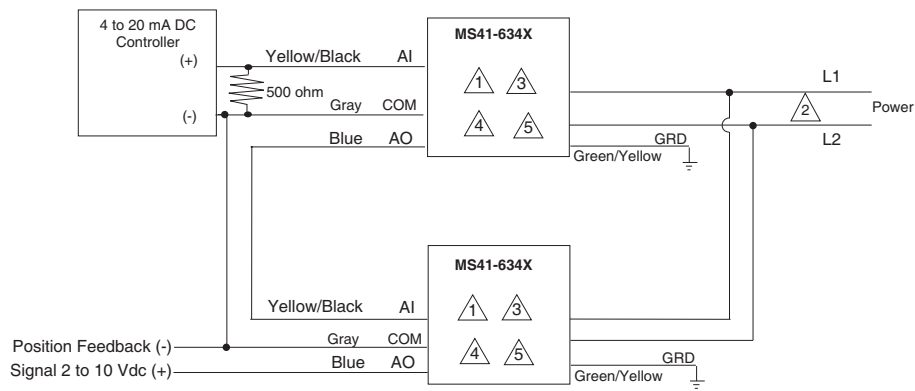 4 to 20 mA DC
Controller
(+)
(-)
500 ohm
Yellow/Black AI
Gray COM
Blue AO
MS41-634X
1 3
4 5
L1
2
Power
L2
GRD
Green/Yellow
MS41-634X
1 3
4 5
Yellow/Black AI
Gray COM
Blue AO
Position Feedback (-)
Signal 2 to 10 Vdc (+)
GRD
Green/Yellow